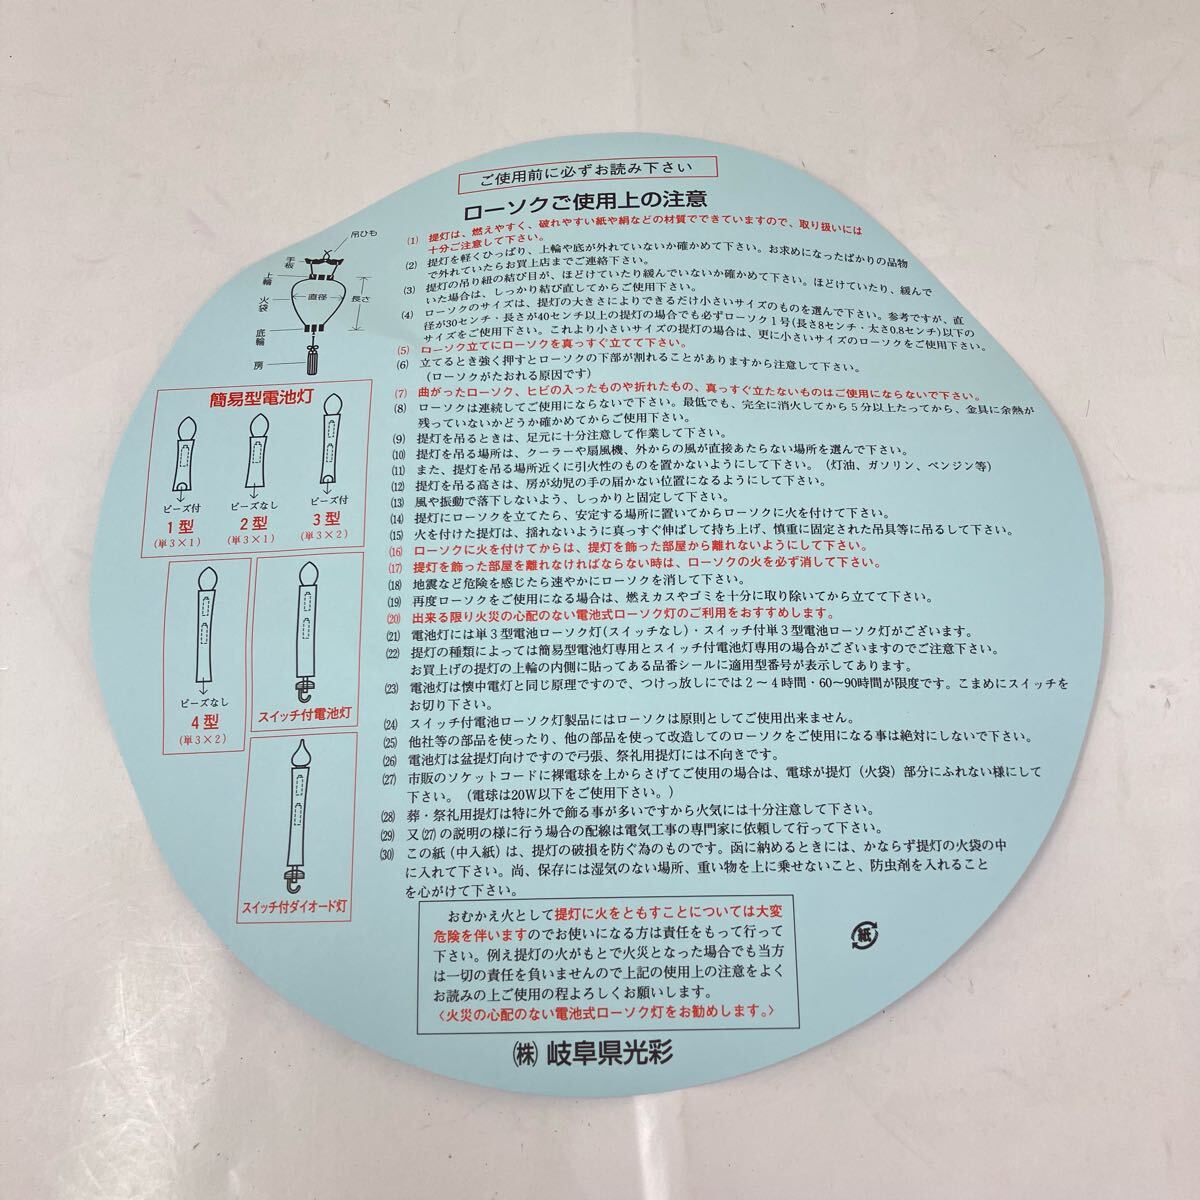 ご使用前に必ずお読み下さい
ローソクご使用上の注意
(1) 提灯は、燃えやすく、破れやすい紙や絹などの材質でできていますので、取り扱いには
十分ご注意して下さい。
(2) 提灯を軽くひっぱり、上輪や底が外れていないか確かめて下さい。お求めになったばかりの品物
で外れていたらお買上店までご連絡下さい。
(3) 提灯の吊り紐の結び目が、ほどけていたり緩んでいないか確かめて下さい。ほどけていたり、緩んで
いた場合は、しっかり結び直してからご使用下さい。
(4) ローソクのサイズは、提灯の大きさによりできるだけ小さいサイズのものを選んで下さい。参考ですが、直
径が30センチ・長さが40センチ以上の提灯の場合でも必ずローソク1号(長さ8センチ・太さ0.8センチ)以下の
サイズをご使用下さい。これより小さいサイズの提灯の場合は、更に小さいサイズのローソクをご使用下さい。
(5) ローソク立てにローソクを真っすぐ立てて下さい。
(6) 立てるとき強く押すとローソクの下部が割れることがありますから注意して下さい。
(ローソクがたおれる原因です)
(7) 曲がったローソク、ヒビの入ったものや折れたもの、真っすぐ立たないものはご使用にならないで下さい。
(8) ローソクは連続してご使用にならないで下さい。最低でも、完全に消火してから5分以上たってから、金具に余熱が
残っていないかどうか確かめてからご使用下さい。
(9) 提灯を吊るときは、足元に十分注意して作業して下さい。
(10) 提灯を吊る場所は、クーラーや扇風機、外からの風が直接あたらない場所を選んで下さい。
(11) また、提灯を吊る場所近くに引火性のものを置かないようにして下さい。(灯油、ガソリン、ベンジン等)
(12) 提灯を吊る高さは、房が幼児の手の届かない位置になるようにして下さい。
(13) 風や振動で落下しないよう、しっかりと固定して下さい。
(14) 提灯にローソクを立てたら、安定する場所に置いてからローソクに火を付けて下さい。
(15) 火を付けた提灯は、揺れないように真っすぐ伸ばして持ち上げ、慎重に固定された吊具等に吊るして下さい。
(16) ローソクに火を付けてからは、提灯を飾った部屋から離れないようにして下さい。
(17) 提灯を飾った部屋を離れなければならない時は、ローソクの火を必ず消して下さい。
(18) 地震など危険を感じたら速やかにローソクを消して下さい。
(19) 再度ローソクをご使用になる場合は、燃えカスやゴミを十分に取り除いてから立てて下さい。
(20) 出来る限り火災の心配のない電池式ローソク灯のご利用をおすすめします。
(21) 電池灯には単3型電池ローソク灯(スイッチなし)・スイッチ付単3型電池ローソク灯がございます。
(22) 提灯の種類によっては簡易型電池灯専用とスイッチ付電池灯専用の場合がございますのでご注意下さい。
お買上げの提灯の上輪の内側に貼ってある品番シールに適用型番号が表示してあります。
(23) 電池灯は懐中電灯と同じ原理ですので、つけっ放しにでは2～4時間・60～90時間が限度です。こまめにスイッチを
お切り下さい。
(24) スイッチ付電池ローソク灯製品にはローソクは原則としてご使用出来ません。
(25) 他社等の部品を使ったり、他の部品を使って改造してのローソクをご使用になる事は絶対にしないで下さい。
(26) 電池灯は盆提灯向けですので弓張、祭礼用提灯には不向きです。
(27) 市販のソケットコードに裸電球を上からさげてご使用の場合は、電球が提灯(火袋)部分にふれない様にして
下さい。(電球は20W以下をご使用下さい。)
(28) 葬・祭礼用提灯は特に外で飾る事が多いですから火気には十分注意して下さい。
(29) 又(27)の説明の様に行う場合の配線は電気工事の専門家に依頼して行って下さい。
(30) この紙(中入紙)は、提灯の破損を防ぐ為のものです。函に納めるときには、かならず提灯の火袋の中
に入れて下さい。尚、保存には湿気のない場所、重い物を上に乗せないこと、防虫剤を入れること
を心がけて下さい。
おむかえ火として提灯に火をともすことについては大変
危険を伴いますのでお使いになる方は責任をもって行って
下さい。例え提灯の火がもとで火災となった場合でも当方
は一切の責任を負いませんので上記の使用上の注意をよく
お読みの上ご使用の程よろしくお願いします。
〈火災の心配のない電池式ローソク灯をお勧めします。〉
㈱ 岐阜県光彩
紙
吊ひも
手板
上輪
火袋
直径
長さ
底輪
房
簡易型電池灯
ビーズ付
1型
(単3×1)
ビーズなし
2型
(単3×1)
ビーズ付
3型
(単3×2)
ビーズなし
4型
(単3×2)
スイッチ付電池灯
スイッチ付ダイオード灯